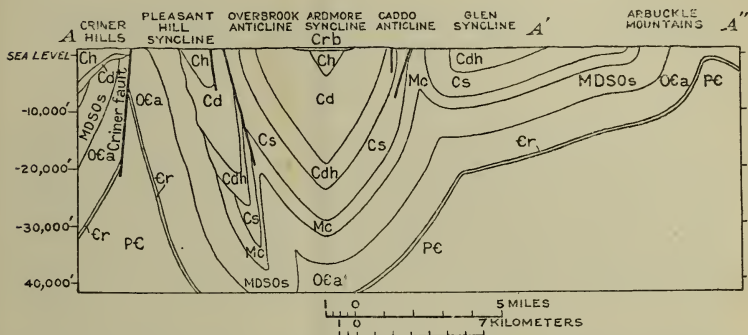 A CRINER HILLS PLEASANT HILL SYNCLINE OVERBROOK ANTICLINE ARDMORE SYNCLINE CADDO ANTICLINE GLEN SYNCLINE A' ARBUCKLE MOUNTAINS A"
Crb
SEA LEVEL Ch Ch Ch Cdh
Cd Cd Cd Mc Cs MDSOs OЄa PЄ
-10,000'
MDSOs Criner fault OЄa
OЄa Cs Cs Єr
-20,000' Єr Cdh Cdh
Cs
-30,000' Єr PЄ Mc Mc PЄ
-40,000' MDSOs OЄa
1 0 5 MILES
1 0 7 KILOMETERS